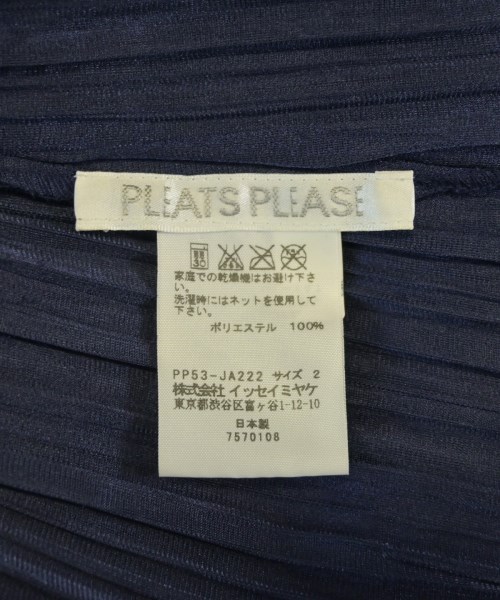 PLEATS PLEASE
家庭での乾燥機はお避け下さ
い。
洗濯時にはネットを使用して
下さい。
ポリエステル 100%
PP53-JA222 サイズ 2
株式会社 イッセイミヤケ
東京都渋谷区富ヶ谷1-12-10
日本製
7570108